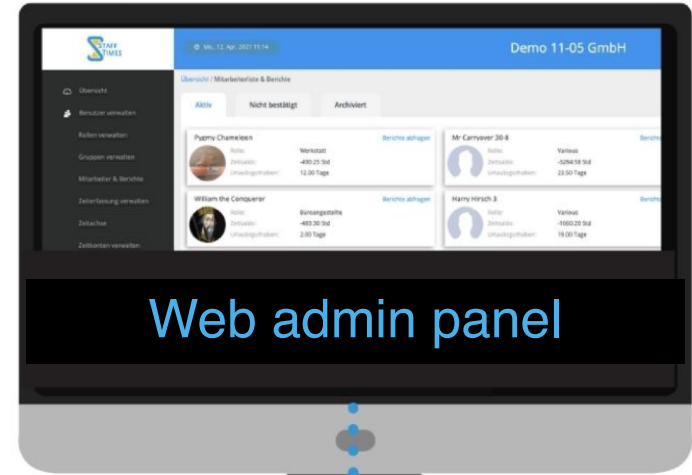 STAFF
TIMES
Mo., 12. Apr. 2021 11:14
Demo 11-05 GmbH
Übersicht / Mitarbeiterliste & Berichte
Übersicht
Benutzer verwalten
Rollen verwalten
Gruppen verwalten
Mitarbeiter & Berichte
Zeiterfassung verwalten
Zeitachse
Zeitkonten verwalten
Aktiv
Nicht bestätigt
Archiviert
Pygmy Chameleon
Berichte abfragen
Rolle: Werkstatt
Zeitsaldo: -400:25 Std
Urlaubsguthaben: 12.00 Tage
Mr Carryover 30-8
Rolle: Various
Zeitsaldo: -5294:58 Std
Urlaubsguthaben: 23.50 Tage
William the Conqueror
Berichte abfragen
Rolle: Büroangestellte
Zeitsaldo: -403:30 Std
Urlaubsguthaben: 2.00 Tage
Harry Hirsch 3
Rolle: Various
Zeitsaldo: -1060:20 Std
Urlaubsguthaben: 19.00 Tage
Web admin panel